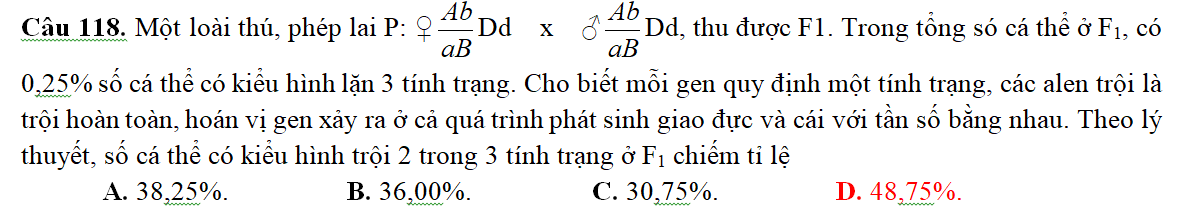 Câu 118. Một loài thú, phép lai P: ♀ Ab/aB Dd x ♂ Ab/aB Dd, thu được F1. Trong tổng só cá thể ở F₁, có
0,25% số cá thể có kiểu hình lặn 3 tính trạng. Cho biết mỗi gen quy định một tính trạng, các alen trội là
trội hoàn toàn, hoán vị gen xảy ra ở cả quá trình phát sinh giao đực và cái với tần số bằng nhau. Theo lý
thuyết, số cá thể có kiểu hình trội 2 trong 3 tính trạng ở F₁ chiếm tỉ lệ
A. 38,25%. B. 36,00%. C. 30,75%. D. 48,75%.